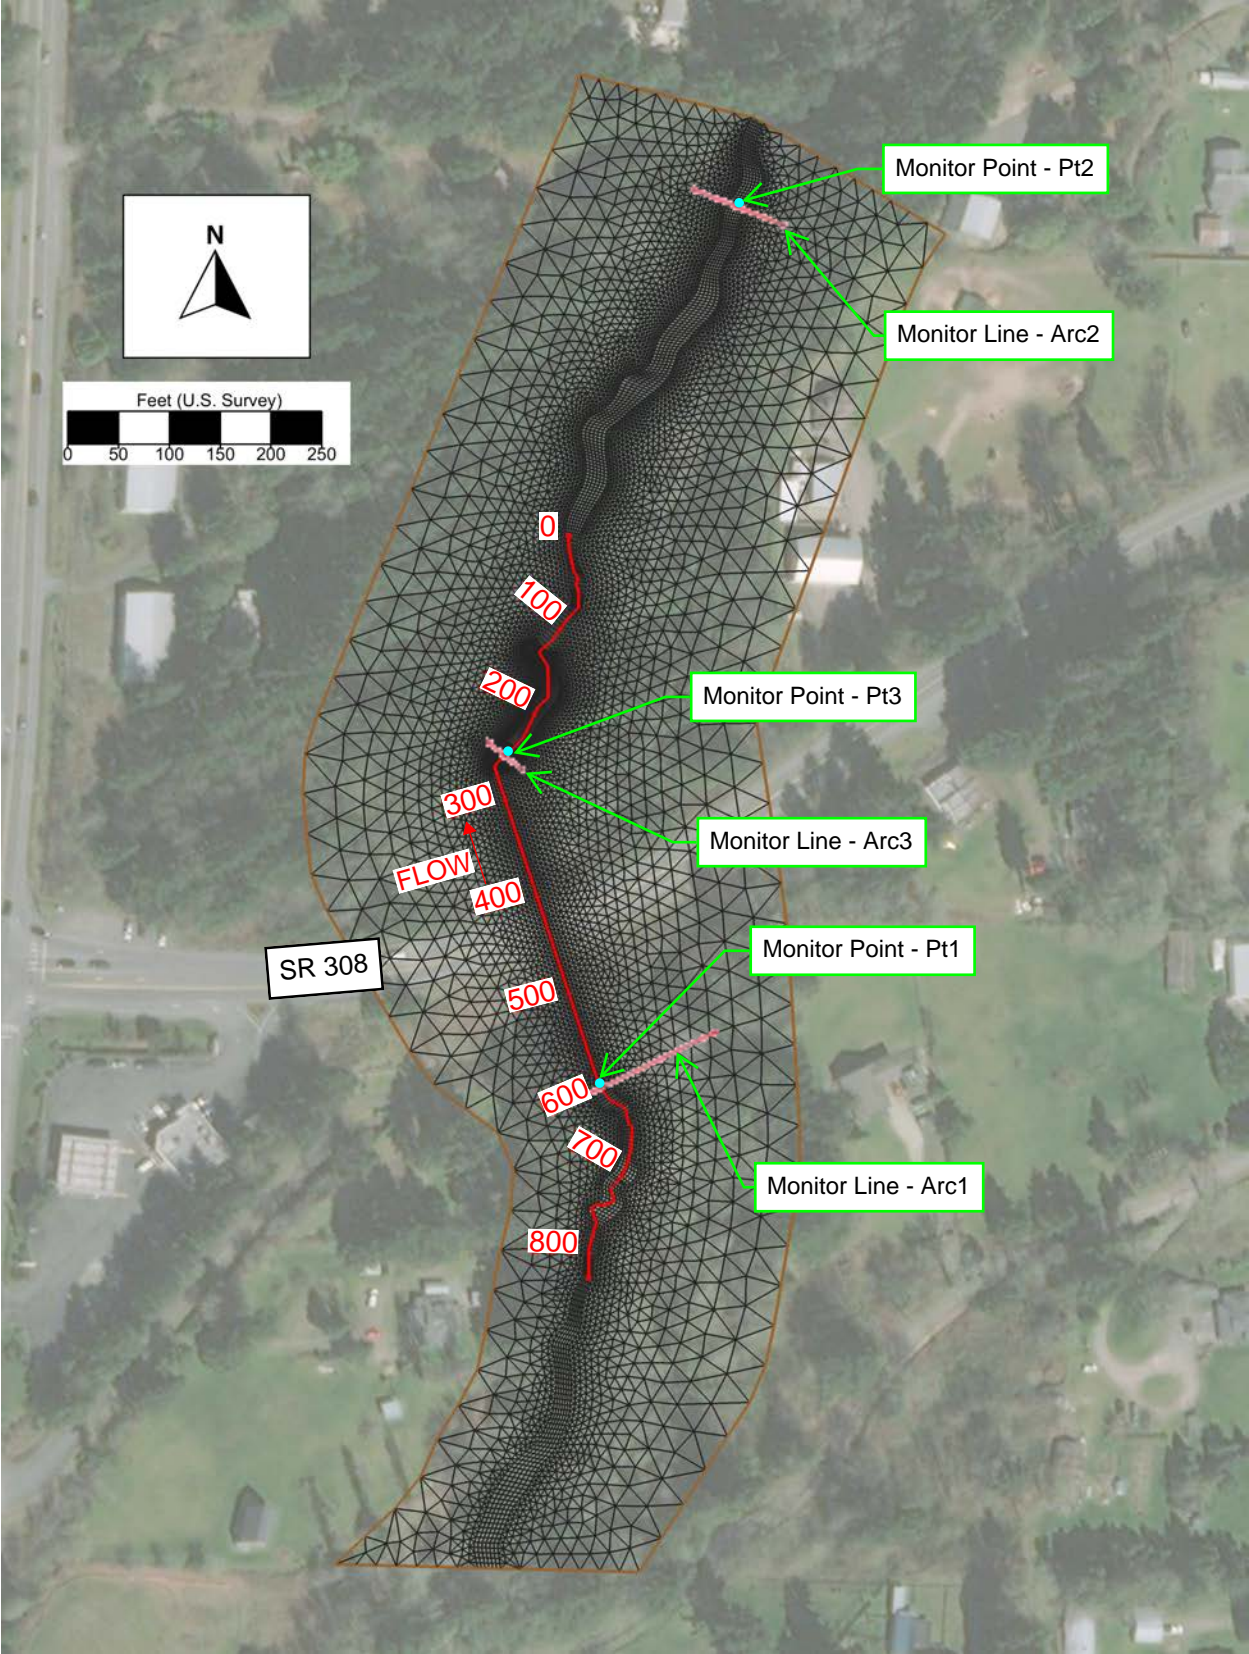 Monitor Point - Pt2
N
Monitor Line - Arc2
Feet (U.S. Survey)
0 50 100 150 200 250
0
100
200
Monitor Point - Pt3
300
Monitor Line - Arc3
FLOW
400
Monitor Point - Pt1
SR 308
500
600
700
Monitor Line - Arc1
800